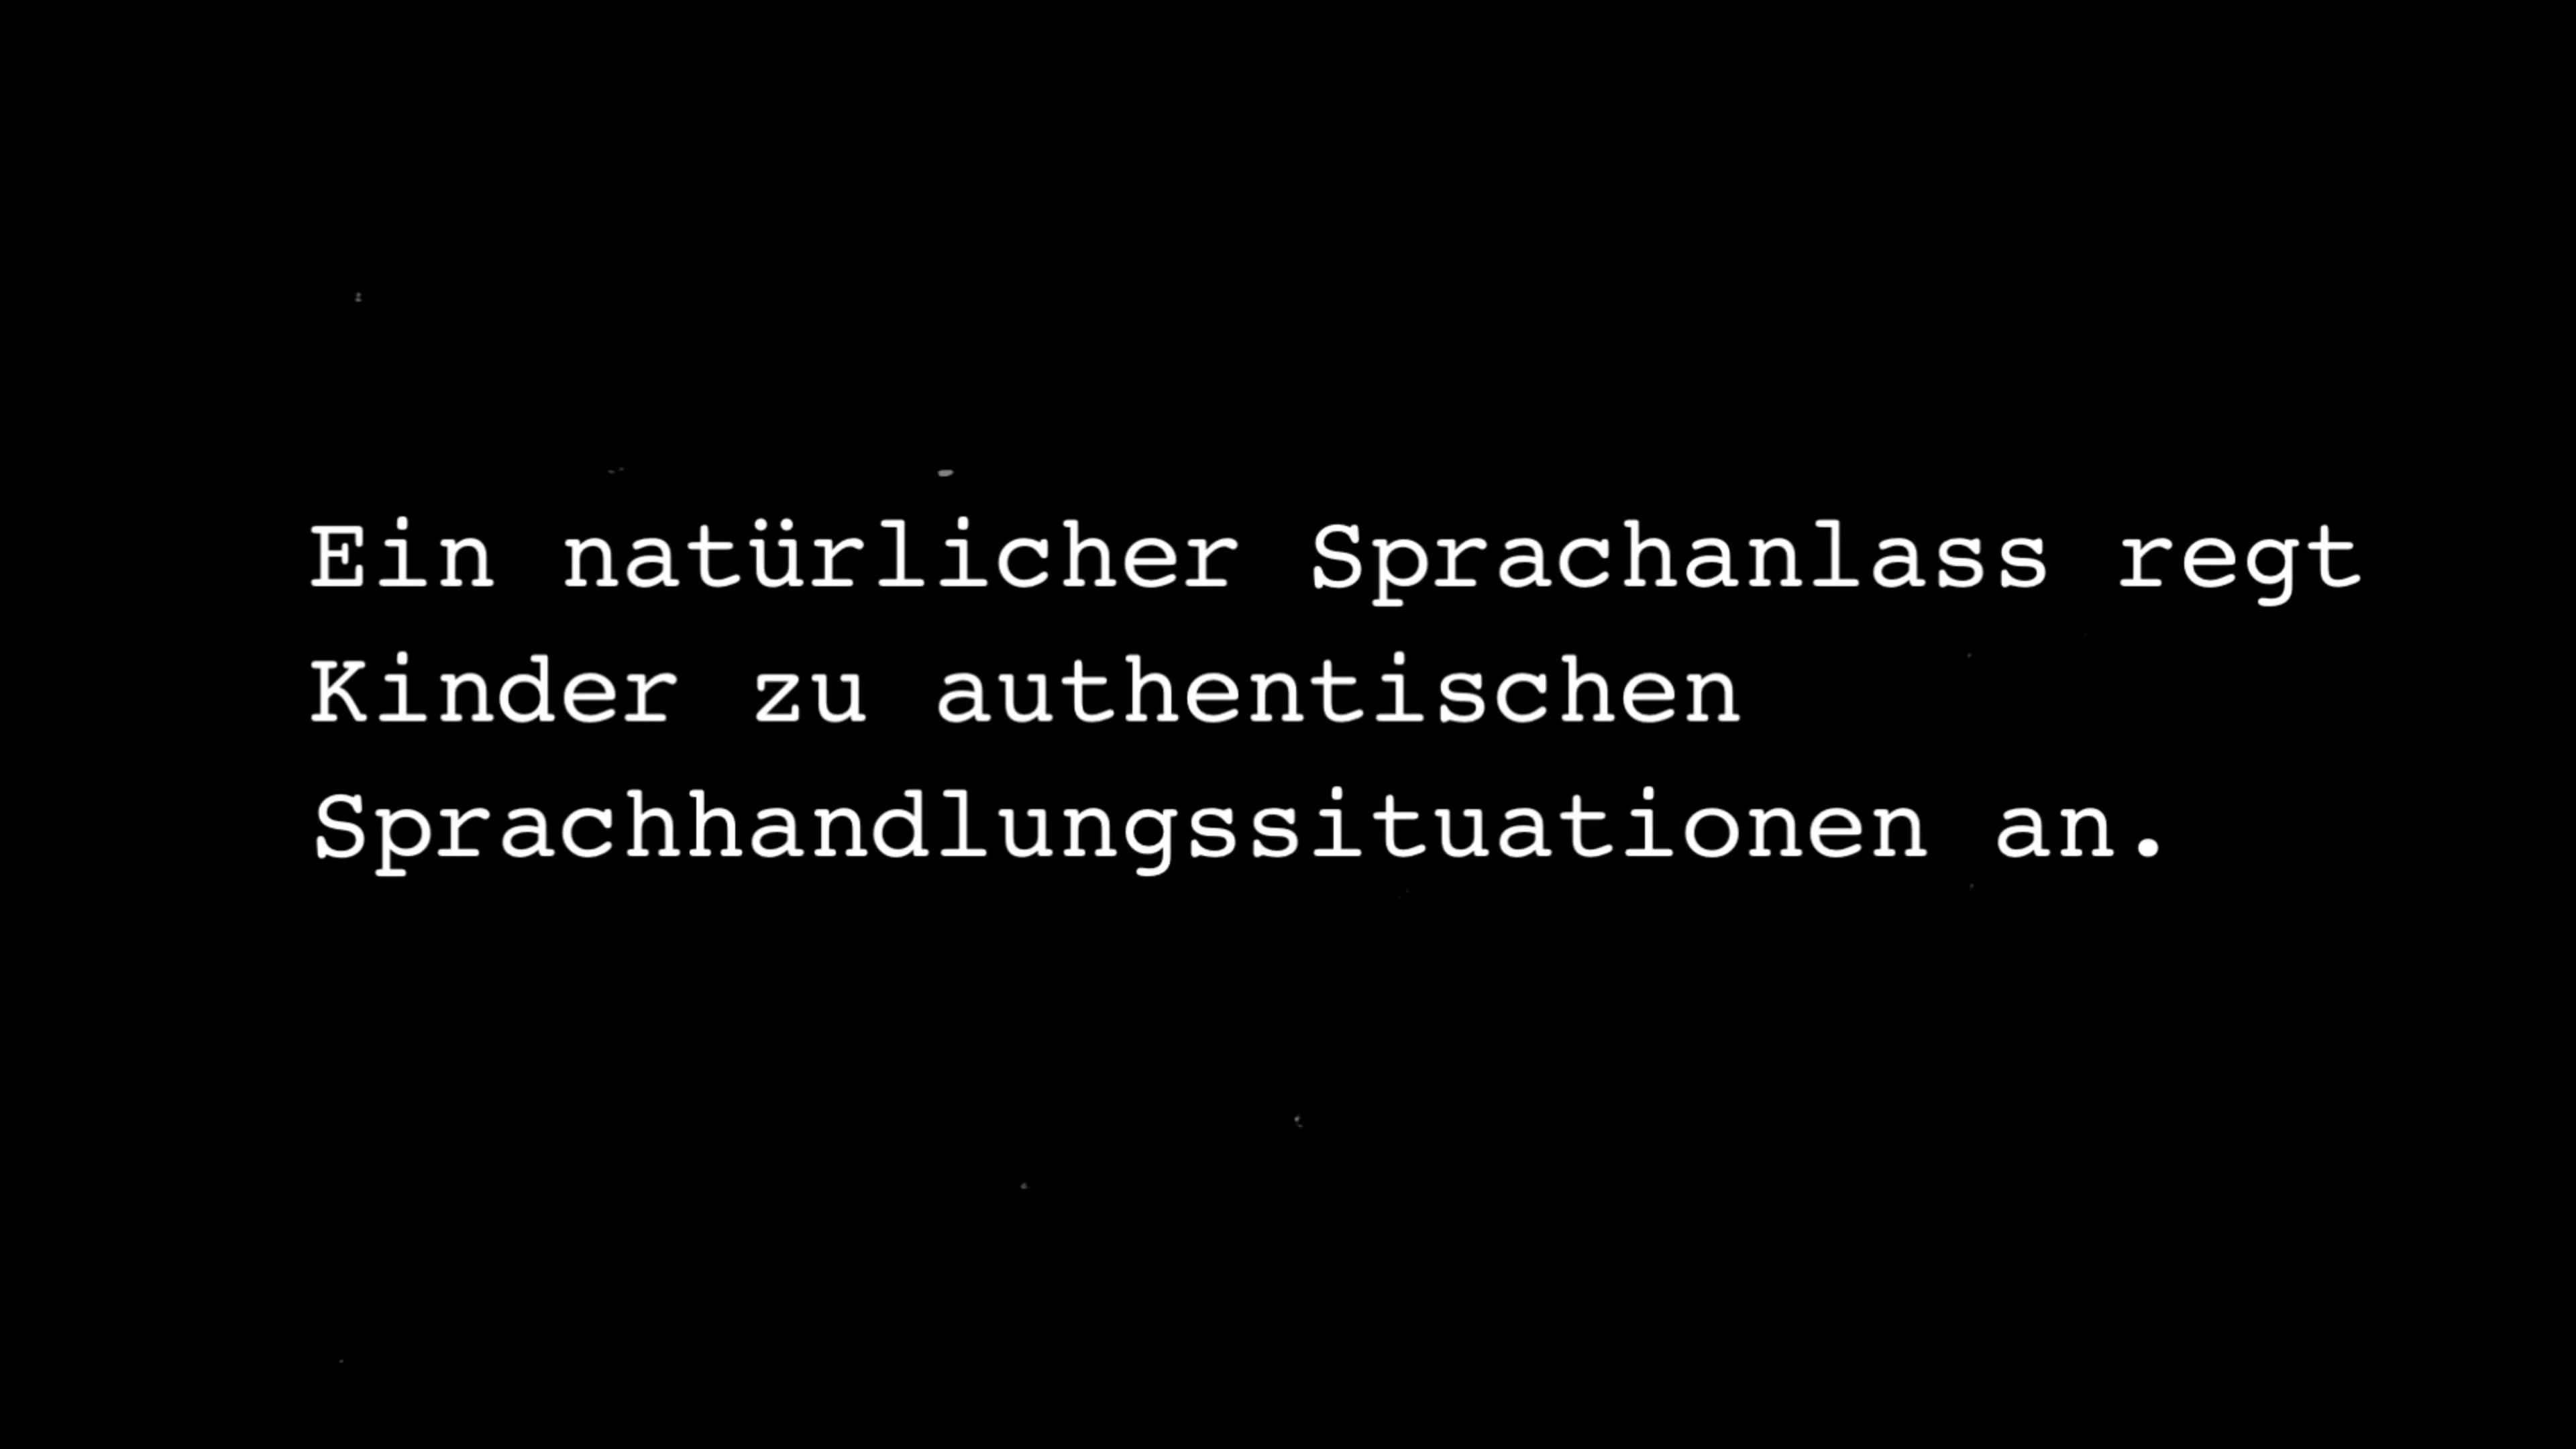 Ein natürlicher Sprachanlass regt
Kinder zu authentischen
Sprachhandlungssituationen an.